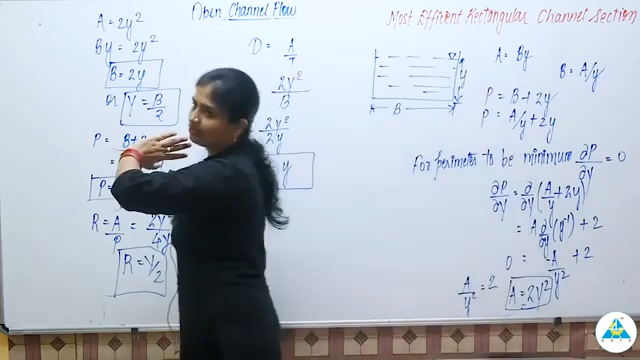 Open Channel Flow
A = 2y²
By = 2y²
B = 2y
or y = B/2
P = B + 2
=
P =
R = A/P = 2y/4y
R = y/2
D = A/T
2y²/B
2y²/2y
y
Most Efficient Rectangular Channel Section
y
B
A = By
B = A/y
P = B + 2y
P = A/y + 2y
For perimeter to be minimum ∂P/∂y = 0
∂P/∂y = ∂/∂y (A/y + 2y)
= A ∂/∂y (y⁻¹) + 2
0 = -A/y² + 2
A/y² = 2
A = 2y²